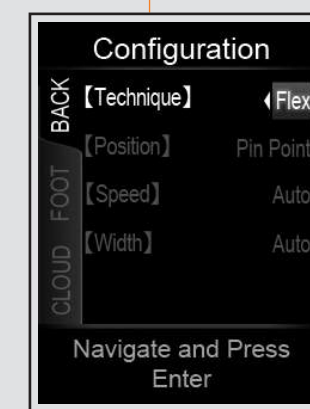 Configuration
BACK
FOOT
CLOUD
【Technique】 Flex
【Position】 Pin Point
【Speed】 Auto
【Width】 Auto
Navigate and Press
Enter